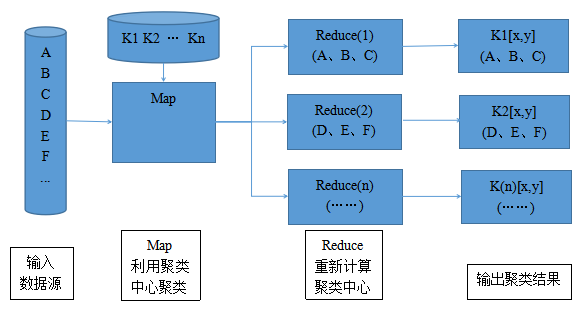 A
B
C
D
E
F
...
K1 K2 ··· Kn
Map
Reduce(1)
(A、B、C)
Reduce(2)
(D、E、F)
Reduce(n)
(······)
K1[x,y]
(A、B、C)
K2[x,y]
(D、E、F)
K(n)[x,y]
(······)
输入
数据源
Map
利用聚类
中心聚类
Reduce
重新计算
聚类中心
输出聚类结果